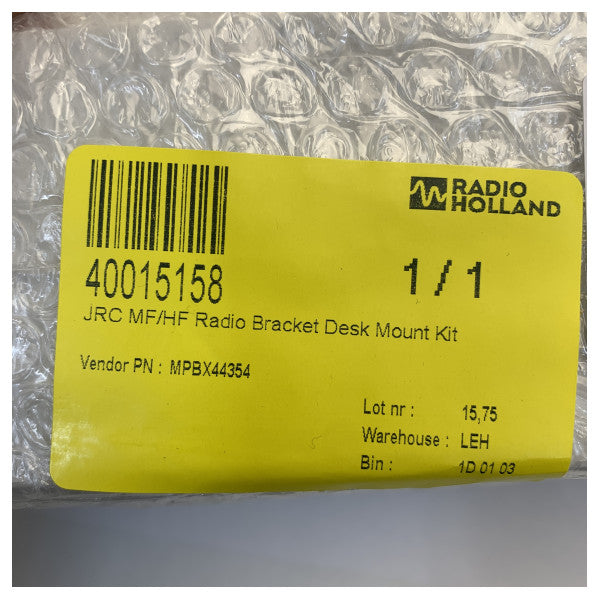 RADIO
HOLLAND
40015158
1 / 1
JRC MF/HF Radio Bracket Desk Mount Kit
Vendor PN : MPBX44354
Lot nr : 15,75
Warehouse : LEH
Bin : 1D 01 03